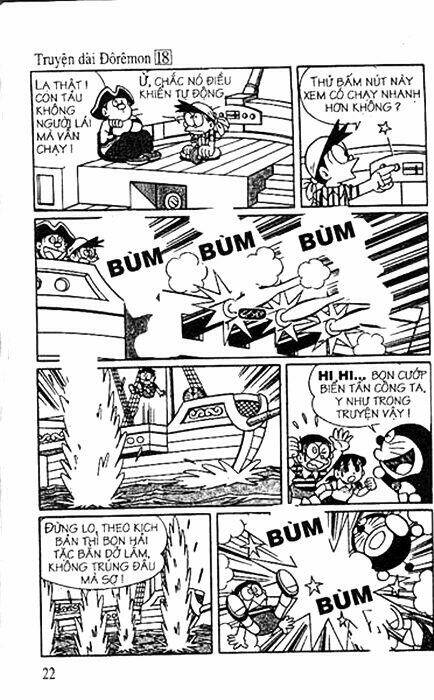 Truyện dài Đôrêmon 18
LẠ THẬT !
CON TÀU
KHÔNG
NGƯỜI LÁI
MÀ VẪN
CHẠY !
Ừ, CHẮC NÓ ĐIỀU
KHIỂN TỰ ĐỘNG
THỬ BẤM NÚT NÀY
XEM CÓ CHẠY NHANH
HƠN KHÔNG ?
BÙM
BÙM
BÙM
HI HI... BỌN CƯỚP
BIỂN TẤN CÔNG TA,
Y NHƯ TRONG
TRUYỆN VẬY !
ĐỪNG LO, THEO KỊCH
BẢN THÌ BỌN HẢI
TẶC BẮN DỞ LẮM,
KHÔNG TRÚNG ĐÂU
MÀ SỢ !
BÙM
BÙM
22